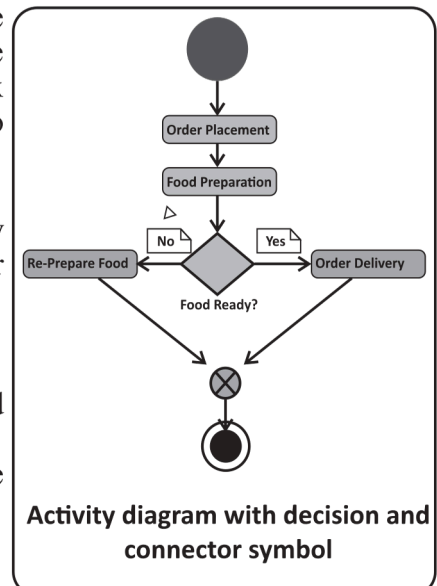 Order Placement
Food Preparation
No
Yes
Re-Prepare Food
Order Delivery
Food Ready?
Activity diagram with decision and
connector symbol